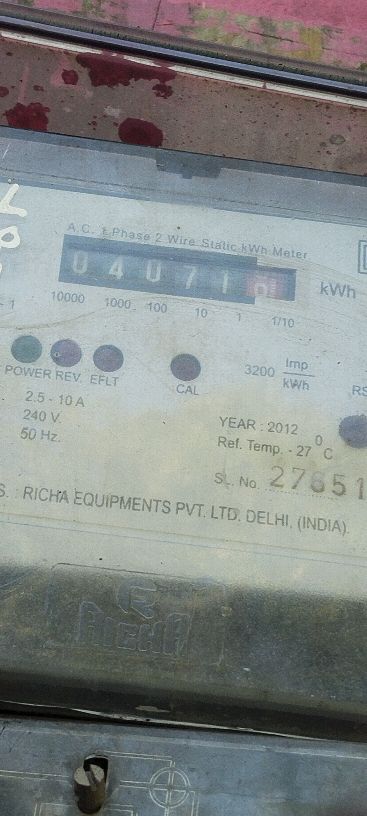 A.C. 1 Phase 2 Wire Static kWh Meter
04071 kWh
10000 1000 100 10 1 1/10
POWER REV. EFLT CAL 3200 Imp/kWh
2.5 - 10 A
240 V.
50 Hz.
YEAR : 2012
Ref. Temp. - 27 °C
SL. No. 27851
RICHA EQUIPMENTS PVT. LTD. DELHI, (INDIA).
RICHA